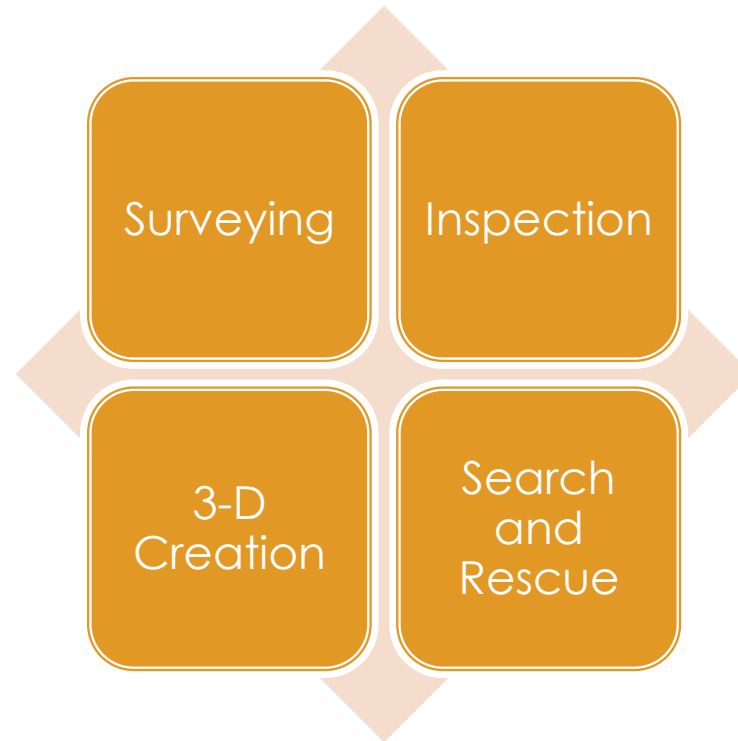 Surveying
Inspection
3-D
Creation
Search
and
Rescue